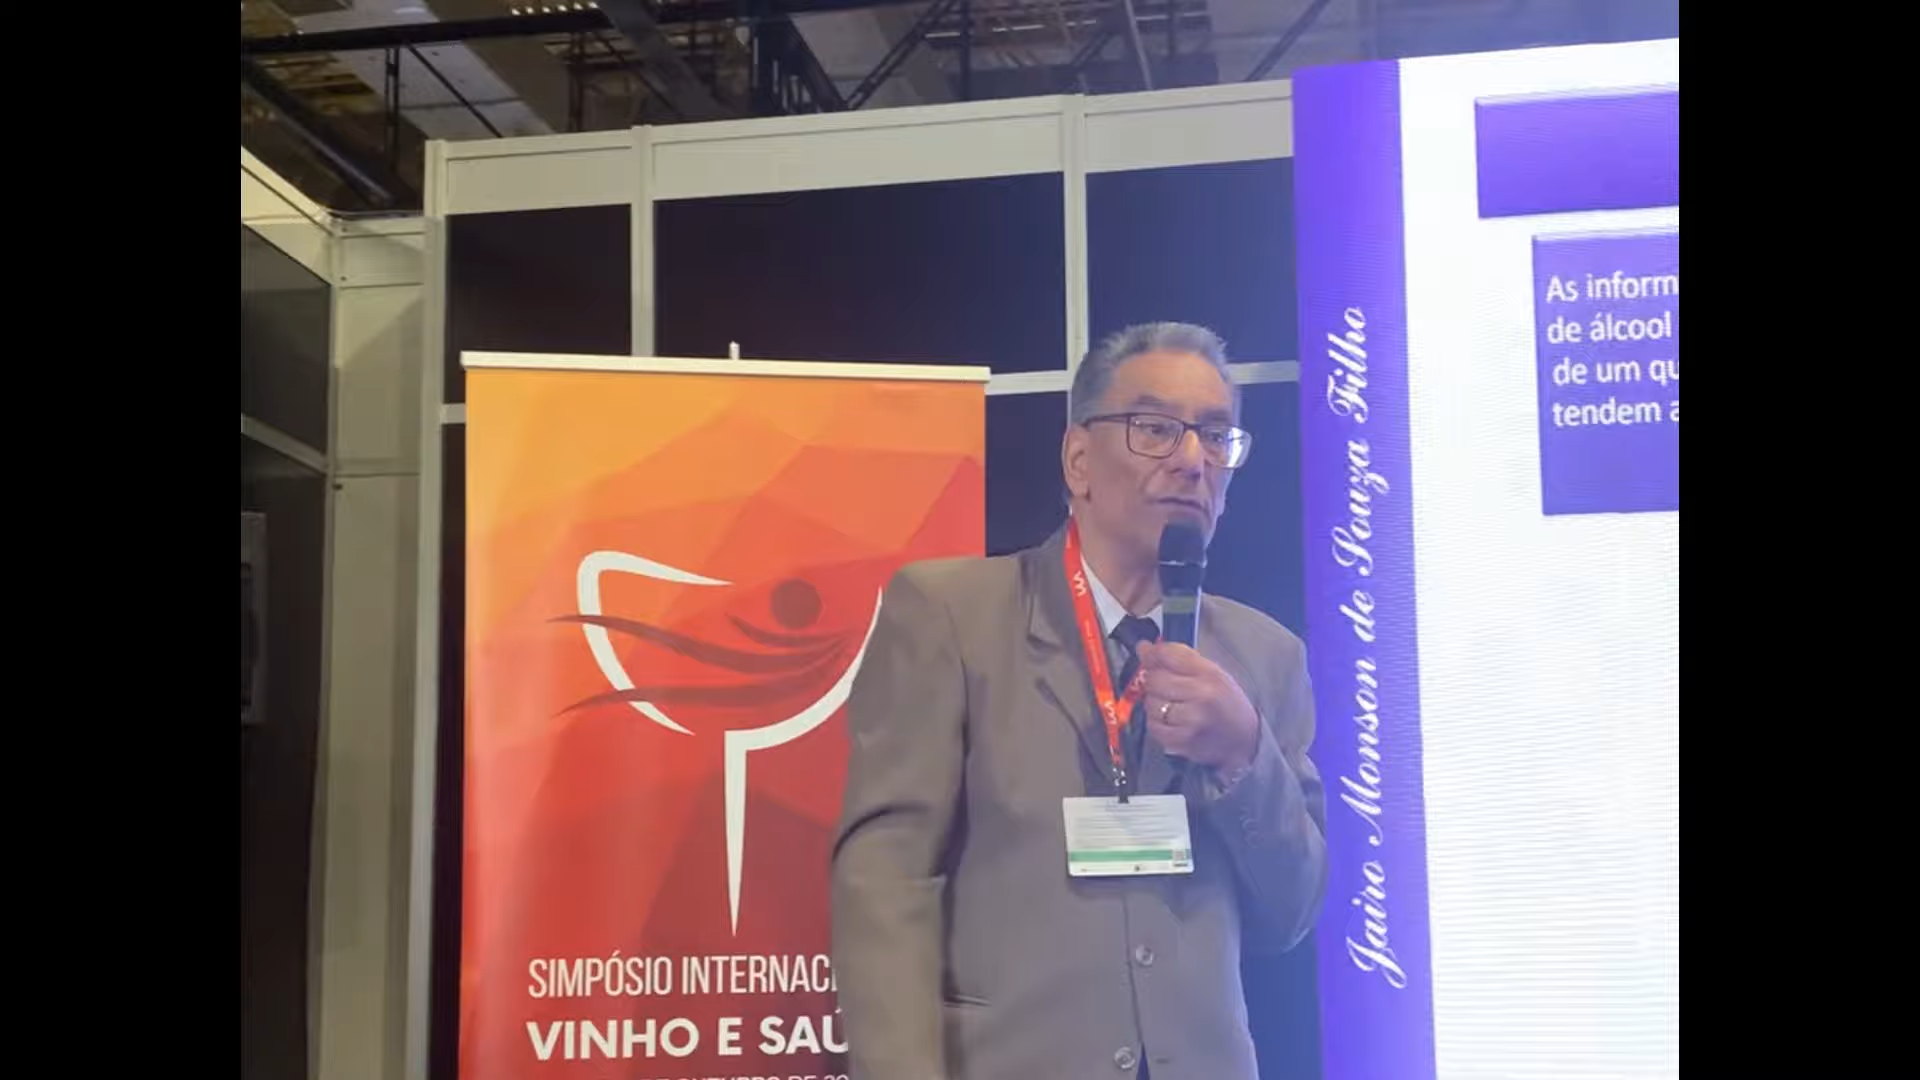 SIMPÓSIO INTERNACI
VINHO E SAÚ
Jairo Monson de Souza Filho
As inform
de álcool
de um qu
tendem a